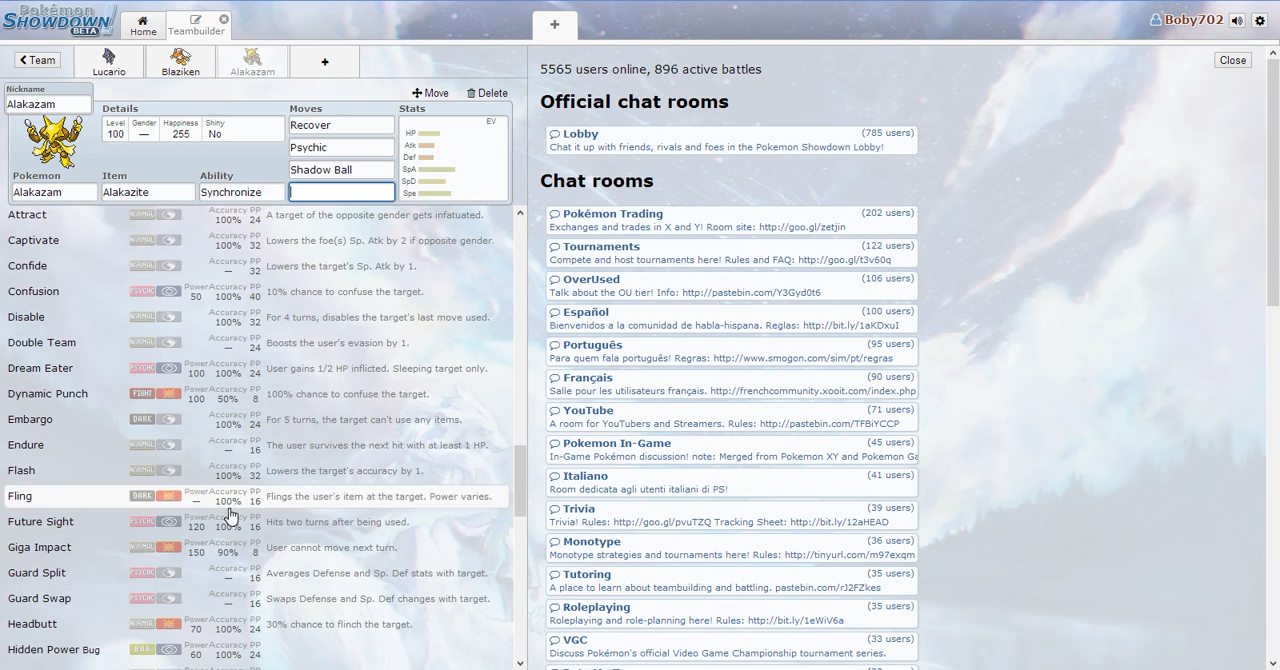 Pokémon
Showdown!
BETA
Home
Teambuilder
+
Boby702
Team
Lucario
Blaziken
Alakazam
+
Nickname
Alakazam
Move
Delete
Details
Level
100
Gender
—
Happiness
255
Shiny
No
Moves
Recover
Psychic
Shadow Ball
Stats
EV
HP
Atk
Def
SpA
SpD
Spe
Pokemon
Alakazam
Item
Alakazite
Ability
Synchronize
Attract NORMAL Accuracy 100% PP 24 A target of the opposite gender gets infatuated.
Captivate NORMAL Accuracy 100% PP 32 Lowers the foe(s) Sp. Atk by 2 if opposite gender.
Confide NORMAL Accuracy — PP 32 Lowers the target's Sp. Atk by 1.
Confusion PSYCHC Power 50 Accuracy 100% PP 40 10% chance to confuse the target.
Disable NORMAL Accuracy 100% PP 32 For 4 turns, disables the target's last move used.
Double Team NORMAL Accuracy — PP 24 Boosts the user's evasion by 1.
Dream Eater PSYCHC Power 100 Accuracy 100% PP 24 User gains 1/2 HP inflicted. Sleeping target only.
Dynamic Punch FIGHT Power 100 Accuracy 50% PP 8 100% chance to confuse the target.
Embargo DARK Accuracy 100% PP 24 For 5 turns, the target can't use any items.
Endure NORMAL Accuracy — PP 16 The user survives the next hit with at least 1 HP.
Flash NORMAL Accuracy 100% PP 32 Lowers the target's accuracy by 1.
Fling DARK Power — Accuracy 100% PP 16 Flings the user's item at the target. Power varies.
Future Sight PSYCHC Power 120 Accuracy 100% PP 16 Hits two turns after being used.
Giga Impact NORMAL Power 150 Accuracy 90% PP 8 User cannot move next turn.
Guard Split PSYCHC Accuracy — PP 16 Averages Defense and Sp. Def stats with target.
Guard Swap PSYCHC Accuracy — PP 16 Swaps Defense and Sp. Def changes with target.
Headbutt NORMAL Power 70 Accuracy 100% PP 24 30% chance to flinch the target.
Hidden Power Bug BUG Power 60 Accuracy 100% PP 24
Close
5565 users online, 896 active battles
Official chat rooms
Lobby (785 users)
Chat it up with friends, rivals and foes in the Pokemon Showdown Lobby!
Chat rooms
Pokémon Trading (202 users)
Exchanges and trades in X and Y! Room site: http://goo.gl/zetjin
Tournaments (122 users)
Compete and host tournaments here! Rules and FAQ: http://goo.gl/t3v60q
OverUsed (106 users)
Talk about the OU tier! Info: http://pastebin.com/Y3Gyd0t6
Español (100 users)
Bienvenidos a la comunidad de habla-hispana. Reglas: http://bit.ly/1aKDxuI
Português (95 users)
Para quem fala português! Regras: http://www.smogon.com/sim/pt/regras
Français (90 users)
Salle pour les utilisateurs français. http://frenchcommunity.xooit.com/index.php
YouTube (71 users)
A room for YouTubers and Streamers. Rules: http://pastebin.com/TFBiYCCP
Pokemon In-Game (45 users)
In-Game Pokémon discussion! note: Merged from Pokemon XY and Pokemon Ga
Italiano (41 users)
Room dedicata agli utenti italiani di PS!
Trivia (39 users)
Trivia! Rules: http://goo.gl/pvuTZQ Tracking Sheet: http://bit.ly/12aHEAD
Monotype (36 users)
Monotype strategies and tournaments here! Rules: http://tinyurl.com/m97exqm
Tutoring (35 users)
A place to learn about teambuilding and battling. pastebin.com/rJ2FZkes
Roleplaying (35 users)
Roleplaying and role-planning here! Rules: http://bit.ly/1eWiV6a
VGC (33 users)
Discuss Pokémon's official Video Game Championship tournament series.